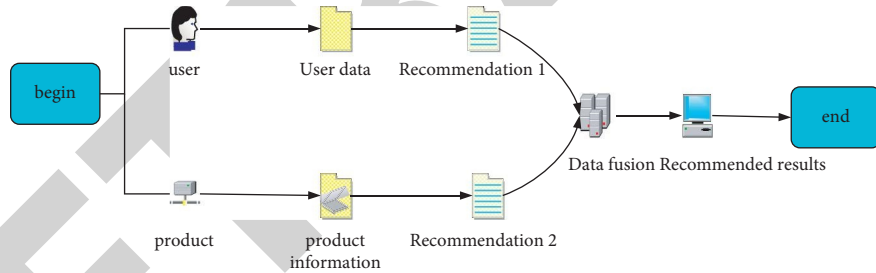 begin
user
User data
Recommendation 1
Data fusion
Recommended results
end
product
product
information
Recommendation 2